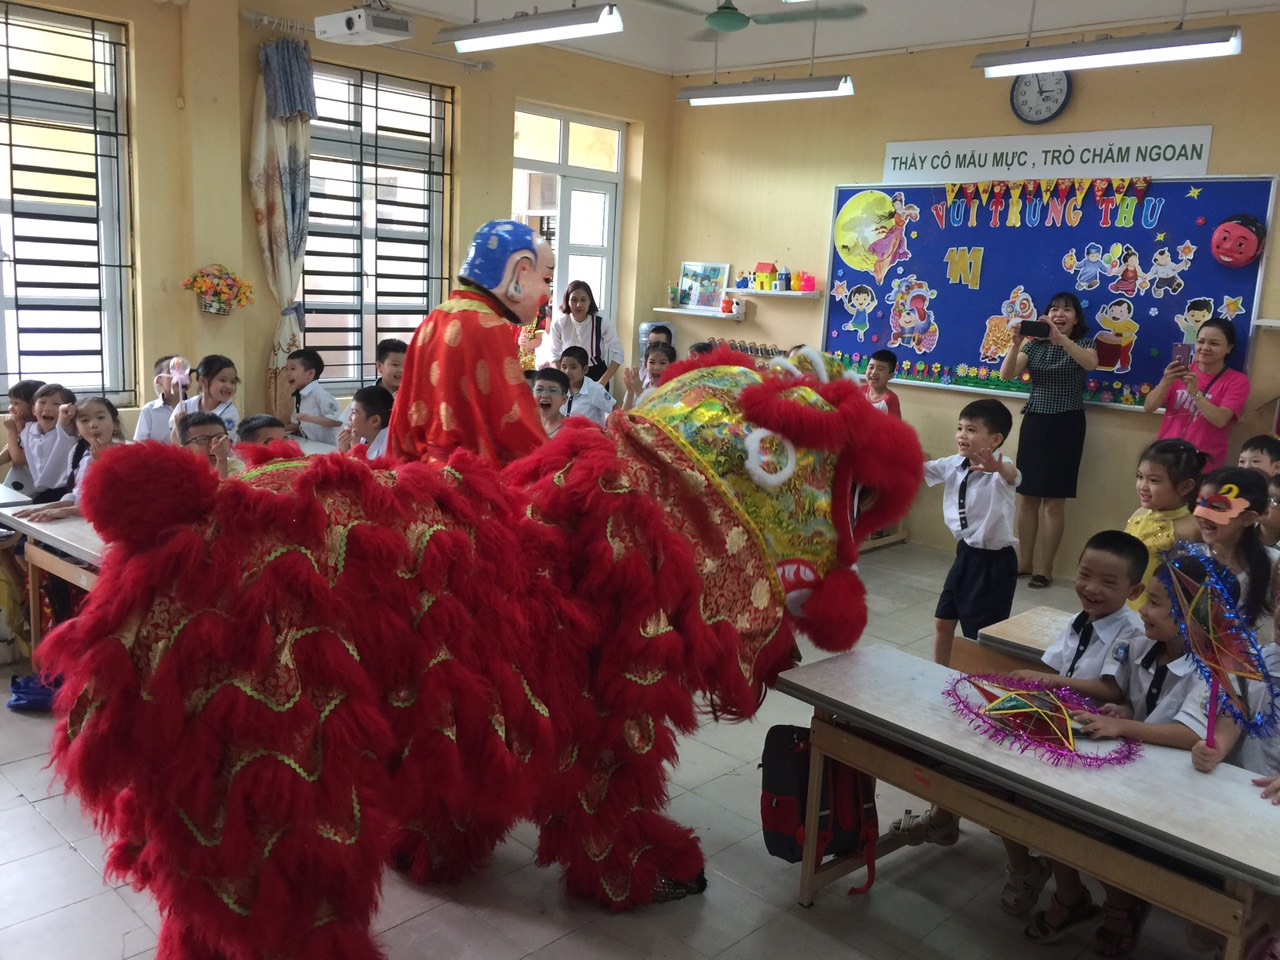 THẦY CÔ MẪU MỰC , TRÒ CHĂM NGOAN
VUI TRUNG THU